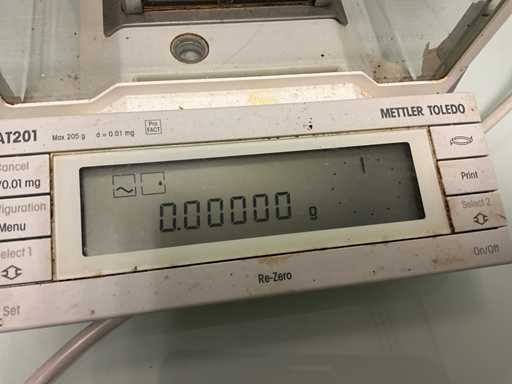 AT201 Max 205 g d = 0.01 mg Pro FACT METTLER TOLEDO
Cancel
/0.01 mg
Print
figuration
Menu
Select 2
elect 1
0.00000 g
On/Off
Re-Zero
Set